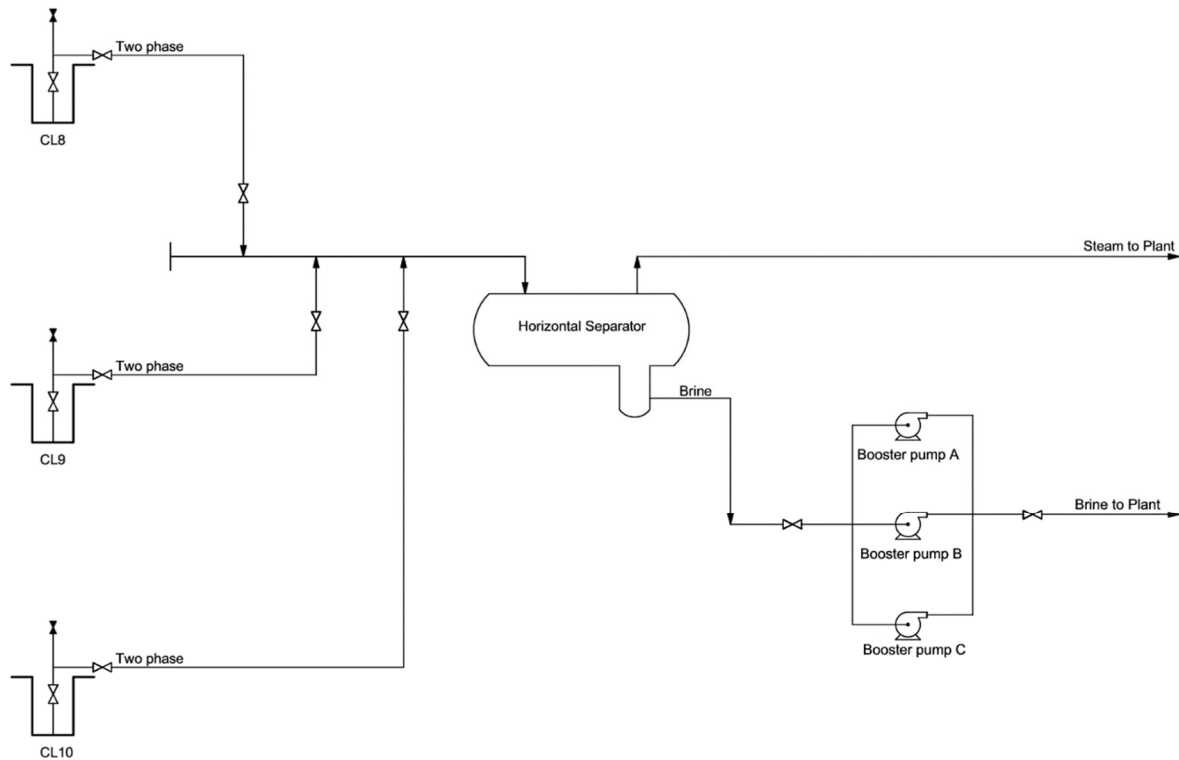 Two phase
CL8
Steam to Plant
Horizontal Separator
Two phase
Brine
CL9
Booster pump A
Brine to Plant
Booster pump B
Booster pump C
Two phase
CL10